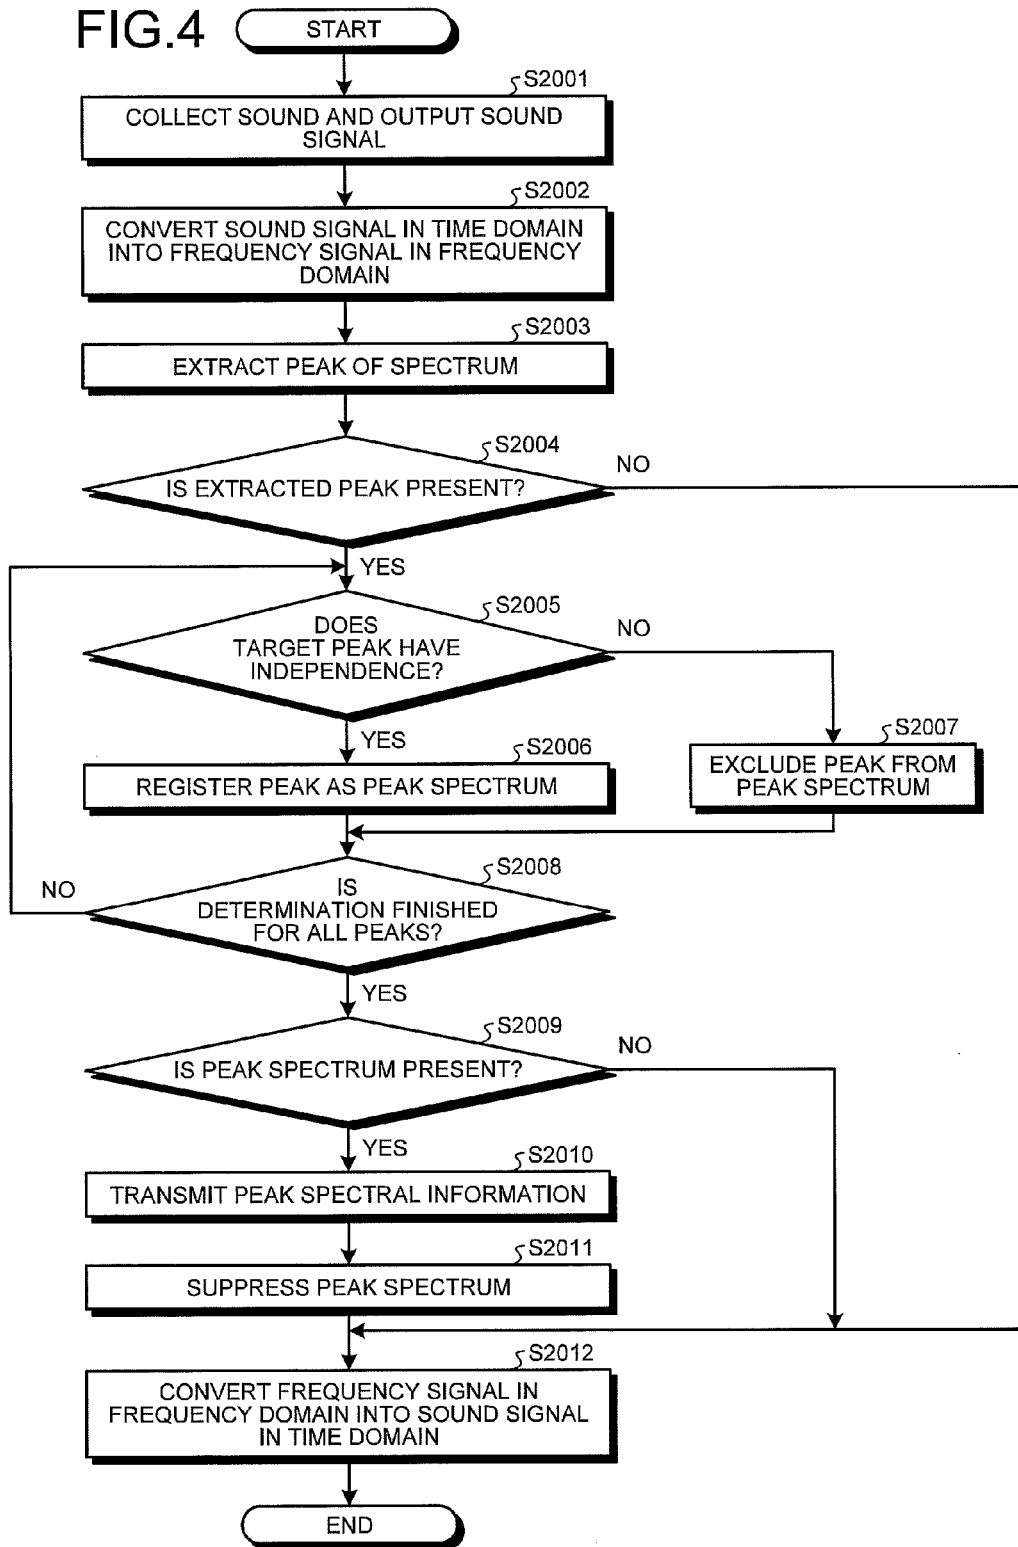 FIG.4
START
S2001
COLLECT SOUND AND OUTPUT SOUND
SIGNAL
S2002
CONVERT SOUND SIGNAL IN TIME DOMAIN
INTO FREQUENCY SIGNAL IN FREQUENCY
DOMAIN
S2003
EXTRACT PEAK OF SPECTRUM
S2004
NO
IS EXTRACTED PEAK PRESENT?
YES
S2005
NO
DOES
TARGET PEAK HAVE
INDEPENDENCE?
YES
S2006
REGISTER PEAK AS PEAK SPECTRUM
S2007
EXCLUDE PEAK FROM
PEAK SPECTRUM
S2008
NO
IS
DETERMINATION FINISHED
FOR ALL PEAKS?
YES
S2009
NO
IS PEAK SPECTRUM PRESENT?
YES
S2010
TRANSMIT PEAK SPECTRAL INFORMATION
S2011
SUPPRESS PEAK SPECTRUM
S2012
CONVERT FREQUENCY SIGNAL IN
FREQUENCY DOMAIN INTO SOUND SIGNAL
IN TIME DOMAIN
END